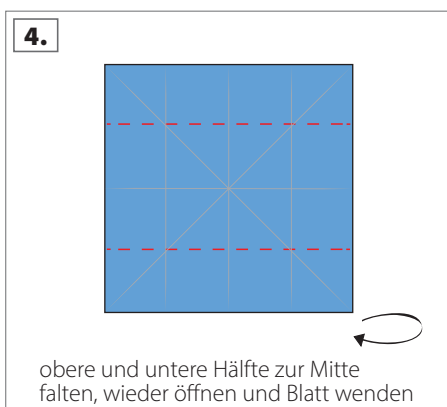 4.
obere und untere Hälfte zur Mitte
falten, wieder öffnen und Blatt wenden